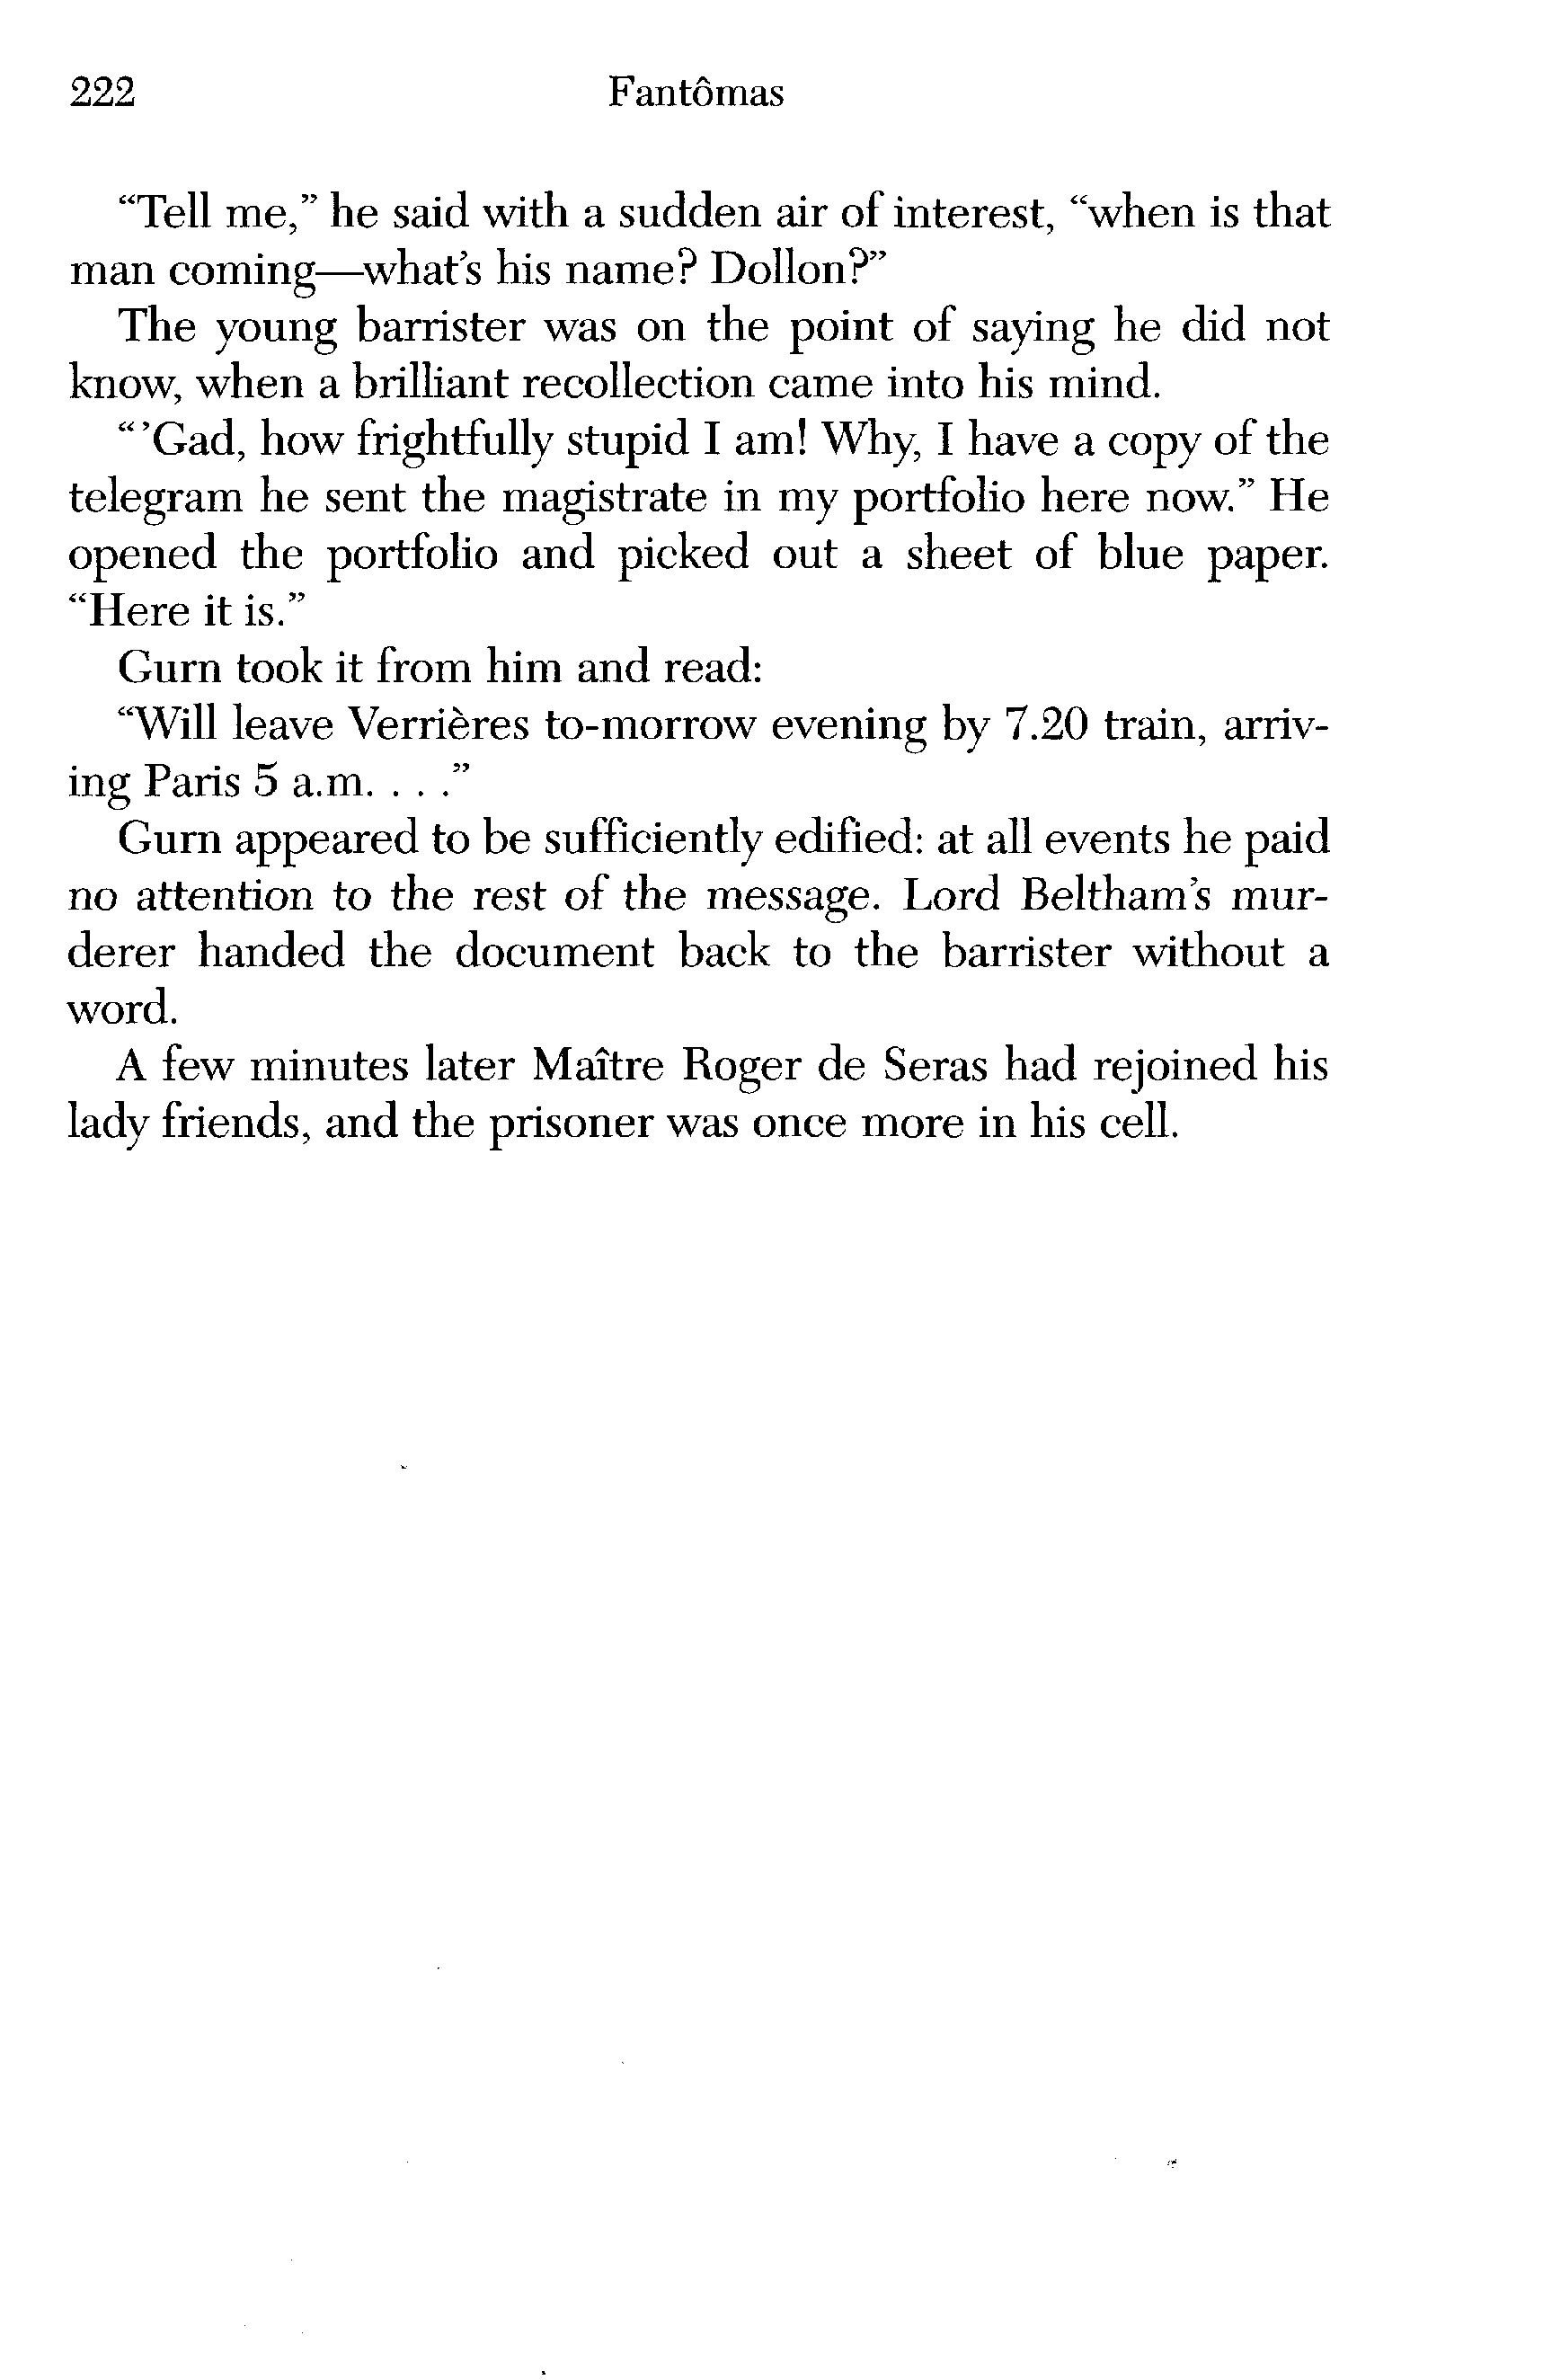 222 Fantômas
“Tell me,” he said with a sudden air of interest, “when is that
man coming—what’s his name? Dollon?”
The young barrister was on the point of saying he did not
know, when a brilliant recollection came into his mind.
“’Gad, how frightfully stupid I am! Why, I have a copy of the
telegram he sent the magistrate in my portfolio here now.” He
opened the portfolio and picked out a sheet of blue paper.
“Here it is.”
Gurn took it from him and read:
“Will leave Verrières to-morrow evening by 7.20 train, arriv-
ing Paris 5 a.m. . . .”
Gurn appeared to be sufficiently edified: at all events he paid
no attention to the rest of the message. Lord Beltham’s mur-
derer handed the document back to the barrister without a
word.
A few minutes later Maître Roger de Seras had rejoined his
lady friends, and the prisoner was once more in his cell.